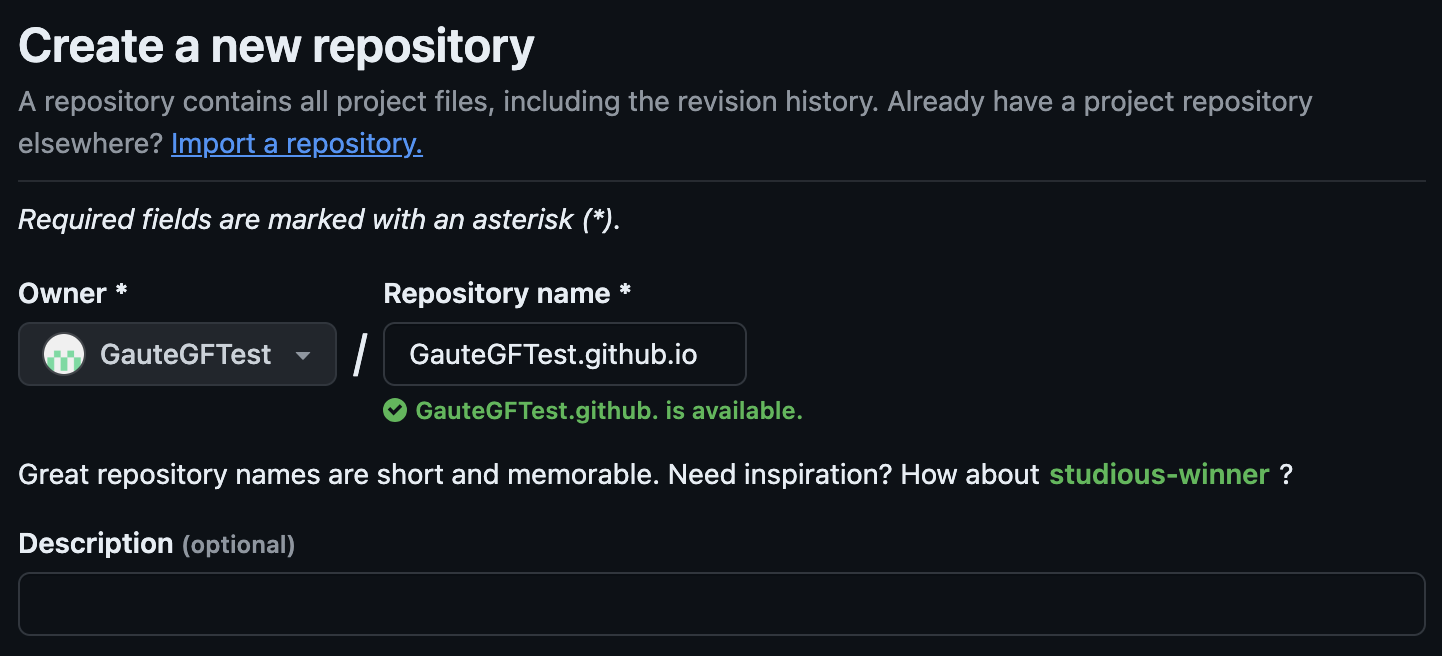 Create a new repository
A repository contains all project files, including the revision history. Already have a project repository
elsewhere? Import a repository.
Required fields are marked with an asterisk (*).
Owner *
Repository name *
GauteGFTest / GauteGFTest.github.io
GauteGFTest.github. is available.
Great repository names are short and memorable. Need inspiration? How about studious-winner ?
Description (optional)